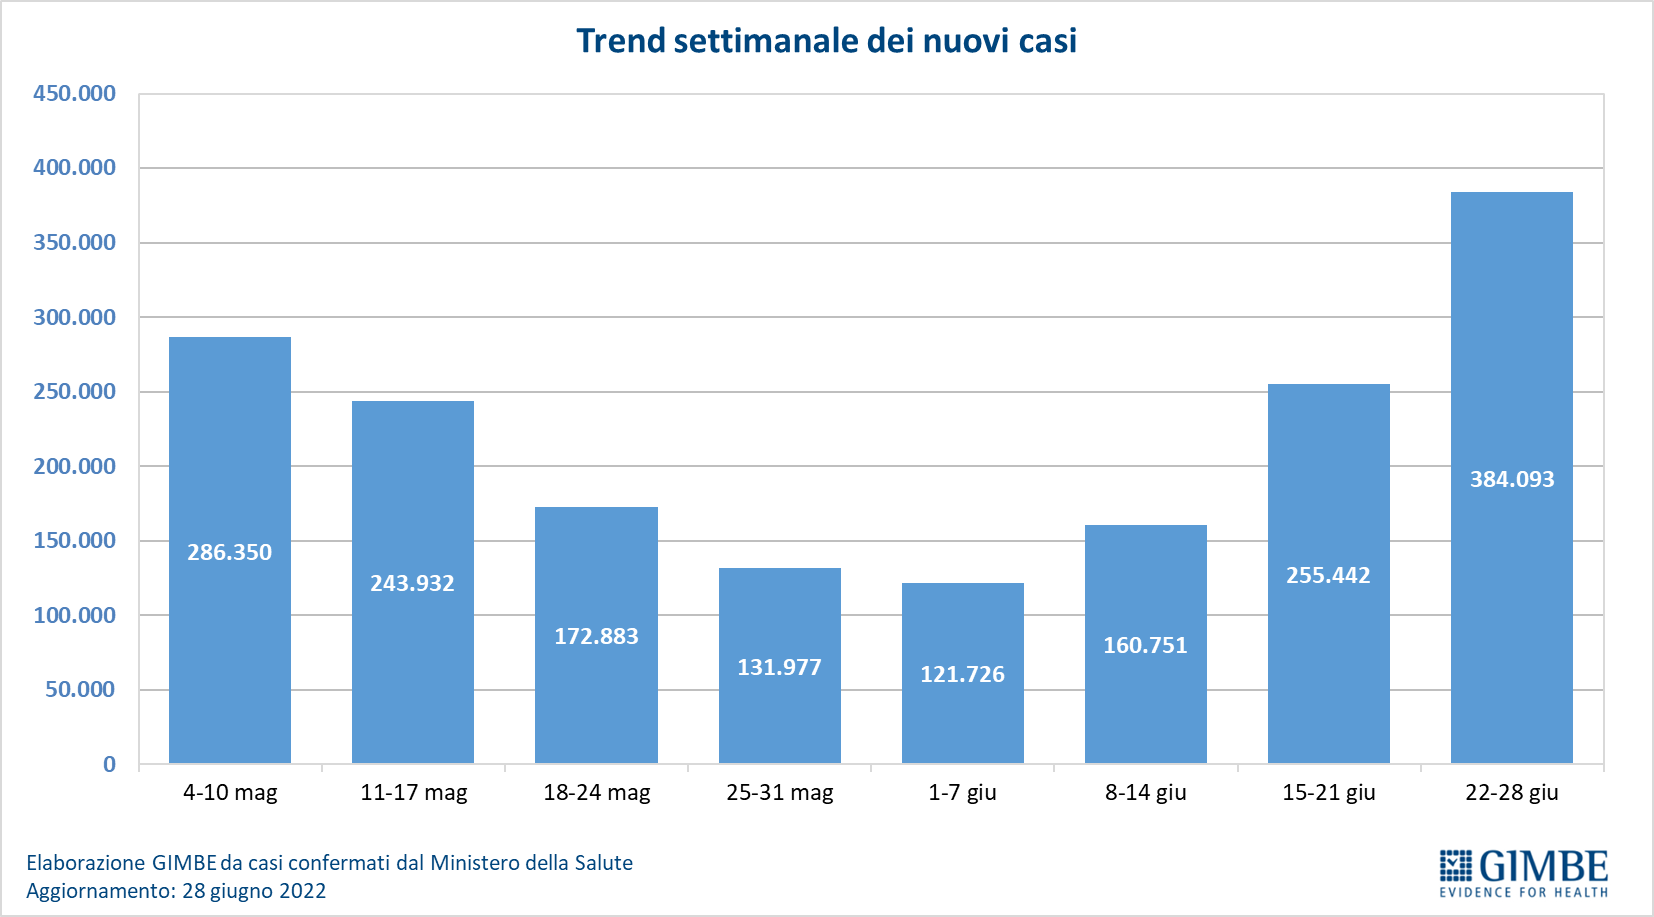 Trend settimanale dei nuovi casi
450.000
400.000
350.000
300.000
250.000
200.000
150.000
100.000
50.000
0
286.350
243.932
172.883
131.977
121.726
160.751
255.442
384.093
4-10 mag
11-17 mag
18-24 mag
25-31 mag
1-7 giu
8-14 giu
15-21 giu
22-28 giu
Elaborazione GIMBE da casi confermati dal Ministero della Salute
Aggiornamento: 28 giugno 2022
GIMBE
EVIDENCE FOR HEALTH